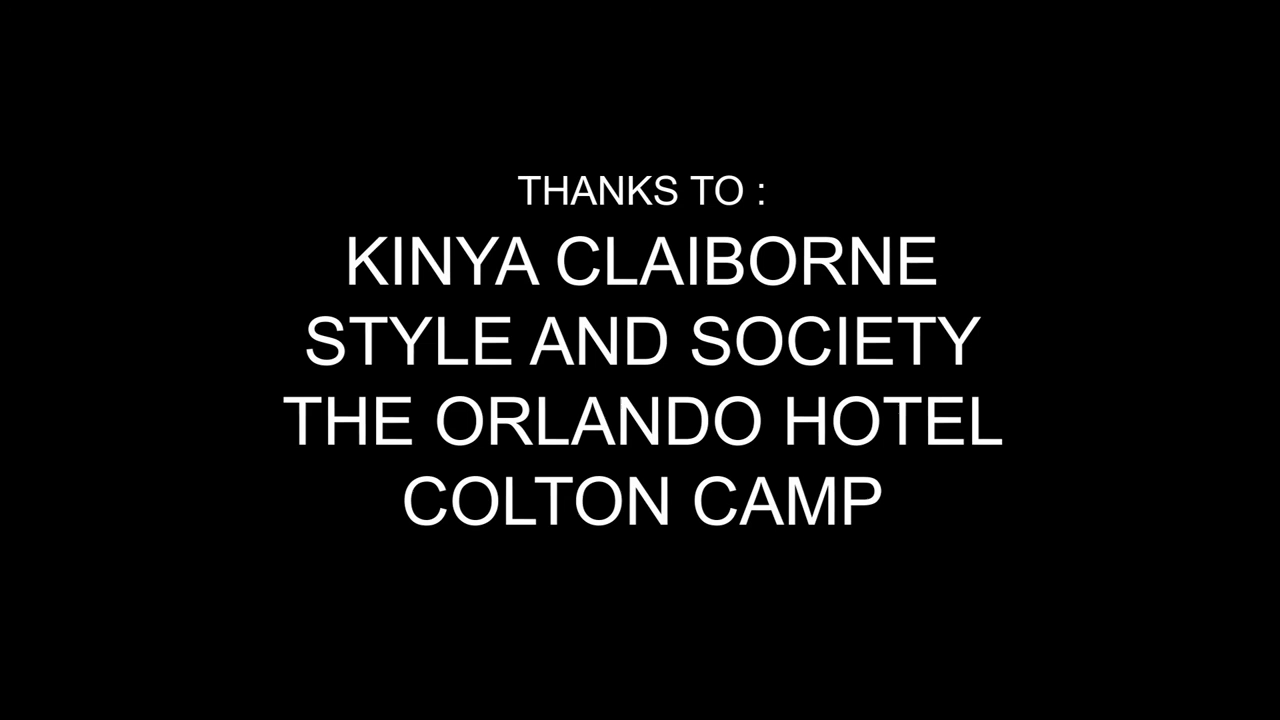 THANKS TO :
KINYA CLAIBORNE
STYLE AND SOCIETY
THE ORLANDO HOTEL
COLTON CAMP